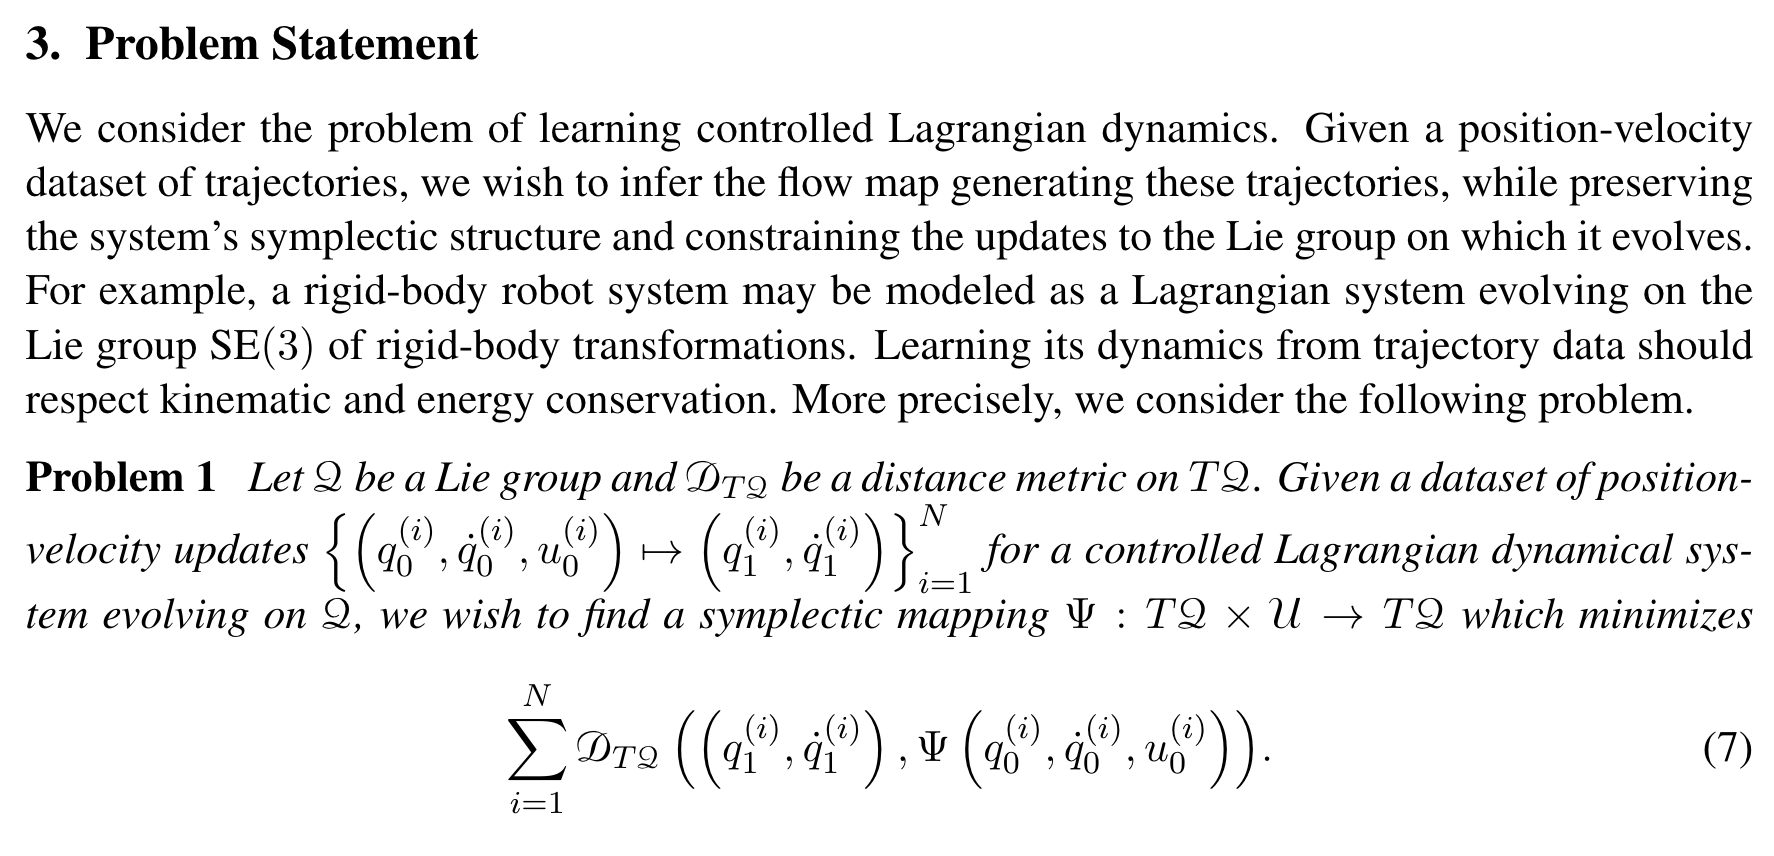 3. Problem Statement
We consider the problem of learning controlled Lagrangian dynamics. Given a position-velocity
dataset of trajectories, we wish to infer the flow map generating these trajectories, while preserving
the system's symplectic structure and constraining the updates to the Lie group on which it evolves.
For example, a rigid-body robot system may be modeled as a Lagrangian system evolving on the
Lie group SE(3) of rigid-body transformations. Learning its dynamics from trajectory data should
respect kinematic and energy conservation. More precisely, we consider the following problem.
Problem 1 Let $\mathcal{Q}$ be a Lie group and $\mathcal{D}_{T\mathcal{Q}}$ be a distance metric on $T\mathcal{Q}$. Given a dataset of position-
velocity updates $\left\{\left(q_0^{(i)}, \dot{q}_0^{(i)}, u_0^{(i)}\right) \mapsto \left(q_1^{(i)}, \dot{q}_1^{(i)}\right)\right\}_{i=1}^{N}$ for a controlled Lagrangian dynamical sys-
tem evolving on $\mathcal{Q}$, we wish to find a symplectic mapping $\Psi : T\mathcal{Q} \times \mathcal{U} \to T\mathcal{Q}$ which minimizes
$\sum_{i=1}^{N} \mathcal{D}_{T\mathcal{Q}}\left(\left(q_1^{(i)}, \dot{q}_1^{(i)}\right), \Psi\left(q_0^{(i)}, \dot{q}_0^{(i)}, u_0^{(i)}\right)\right).$ (7)